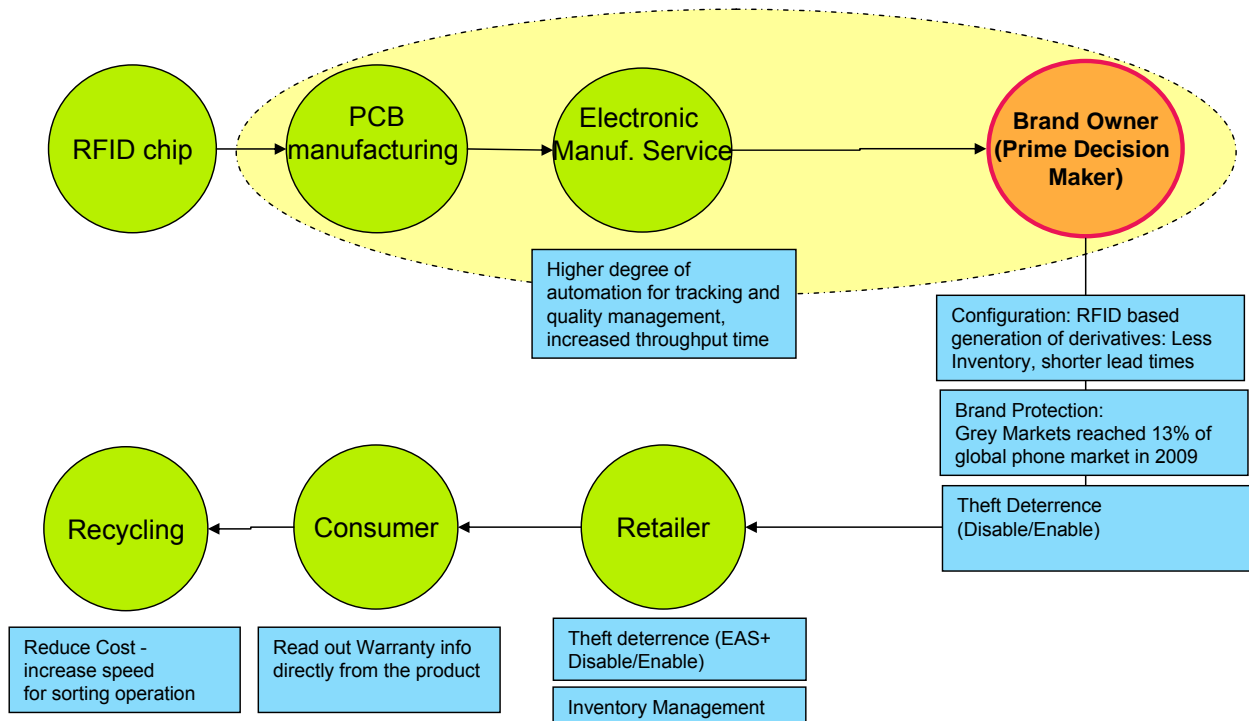 RFID chip
PCB
manufacturing
Electronic
Manuf. Service
Brand Owner
(Prime Decision
Maker)
Higher degree of
automation for tracking and
quality management,
increased throughput time
Configuration: RFID based
generation of derivatives: Less
Inventory, shorter lead times
Brand Protection:
Grey Markets reached 13% of
global phone market in 2009
Theft Deterrence
(Disable/Enable)
Recycling
Consumer
Retailer
Reduce Cost -
increase speed
for sorting operation
Read out Warranty info
directly from the product
Theft deterrence (EAS+
Disable/Enable)
Inventory Management